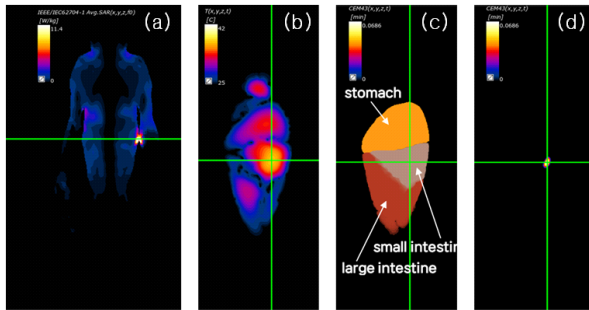 IEEE/IEC62704-1 Avg.SAR(x,y,z,f0)
[W/kg]
11.4
0
(a)
T(x,y,z,t)
[C]
42
25
(b)
CEM43(x,y,z,t)
[min]
0.0686
0
(c)
stomach
small intestin
large intestine
CEM43(x,y,z,t)
[min]
0.0686
0
(d)